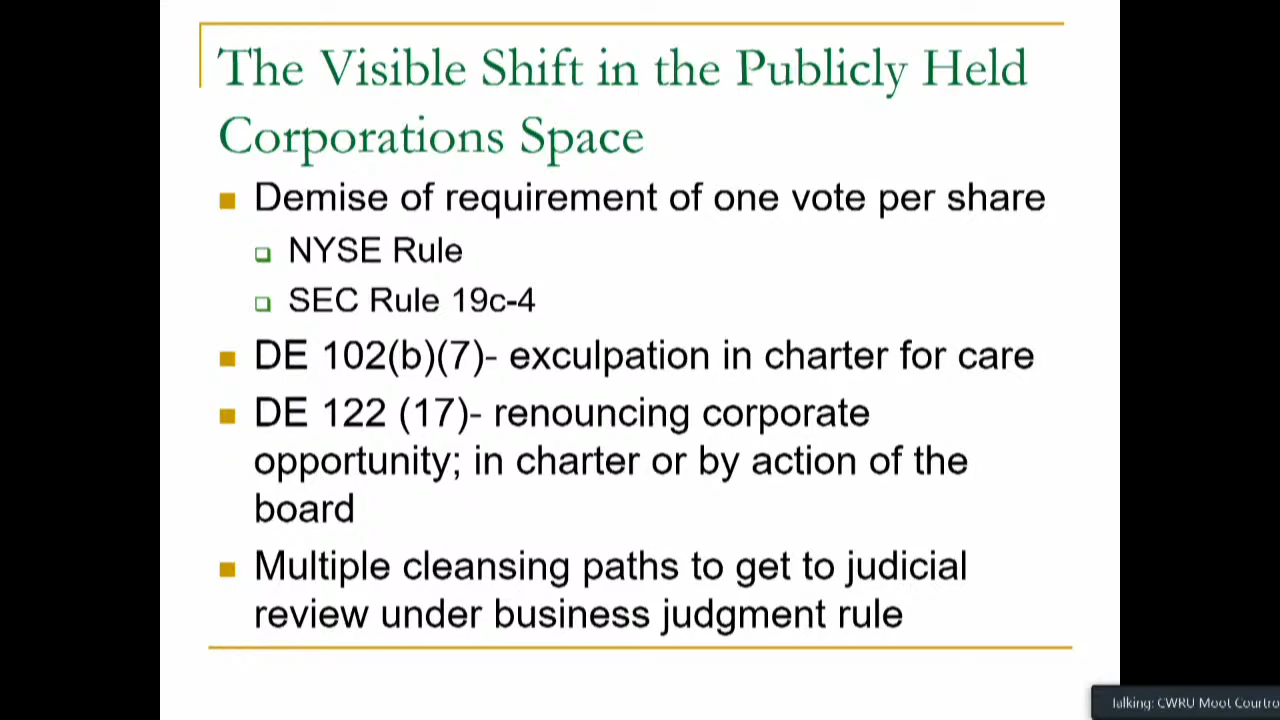 The Visible Shift in the Publicly Held
Corporations Space
Demise of requirement of one vote per share
NYSE Rule
SEC Rule 19c-4
DE 102(b)(7)- exculpation in charter for care
DE 122 (17)- renouncing corporate
opportunity; in charter or by action of the
board
Multiple cleansing paths to get to judicial
review under business judgment rule
Talking: CWRU Moot Courtro